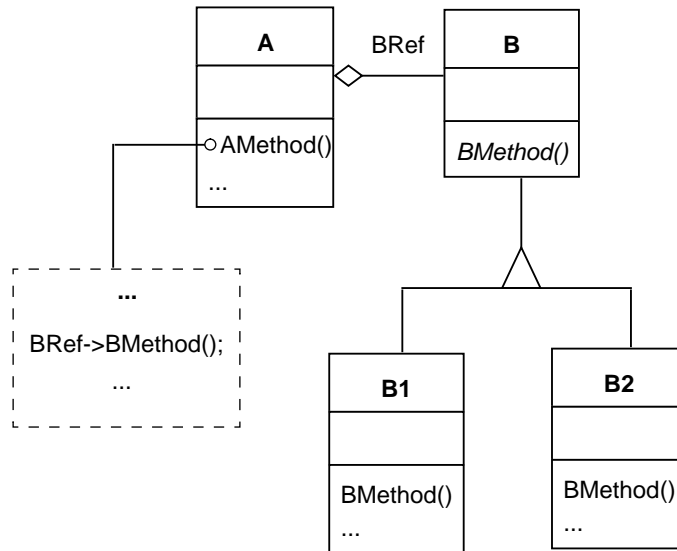 A
BRef
B
AMethod()
...
BMethod()
...
BRef->BMethod();
...
B1
B2
BMethod()
...
BMethod()
...